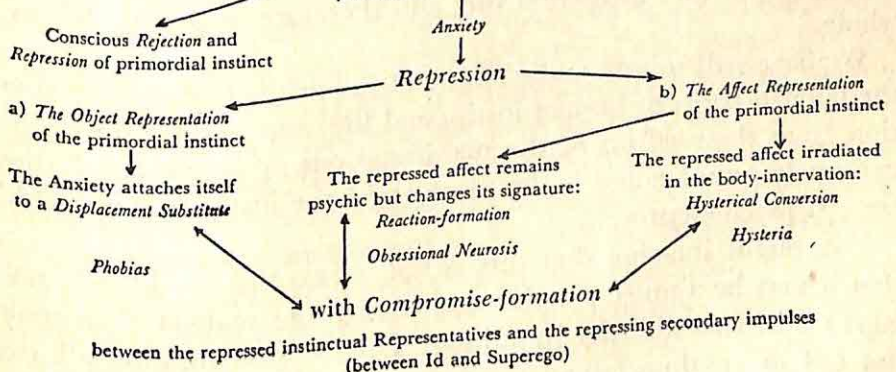 Anxiety
Conscious Rejection and
Repression of primordial instinct
Repression
a) The Object Representation
of the primordial instinct
b) The Affect Representation
of the primordial instinct
The Anxiety attaches itself
to a Displacement Substitute
The repressed affect remains
psychic but changes its signature:
Reaction-formation
The repressed affect irradiated
in the body-innervation:
Hysterical Conversion
Phobias
Obsessional Neurosis
Hysteria
with Compromise-formation
between the repressed instinctual Representatives and the repressing secondary impulses
(between Id and Superego)